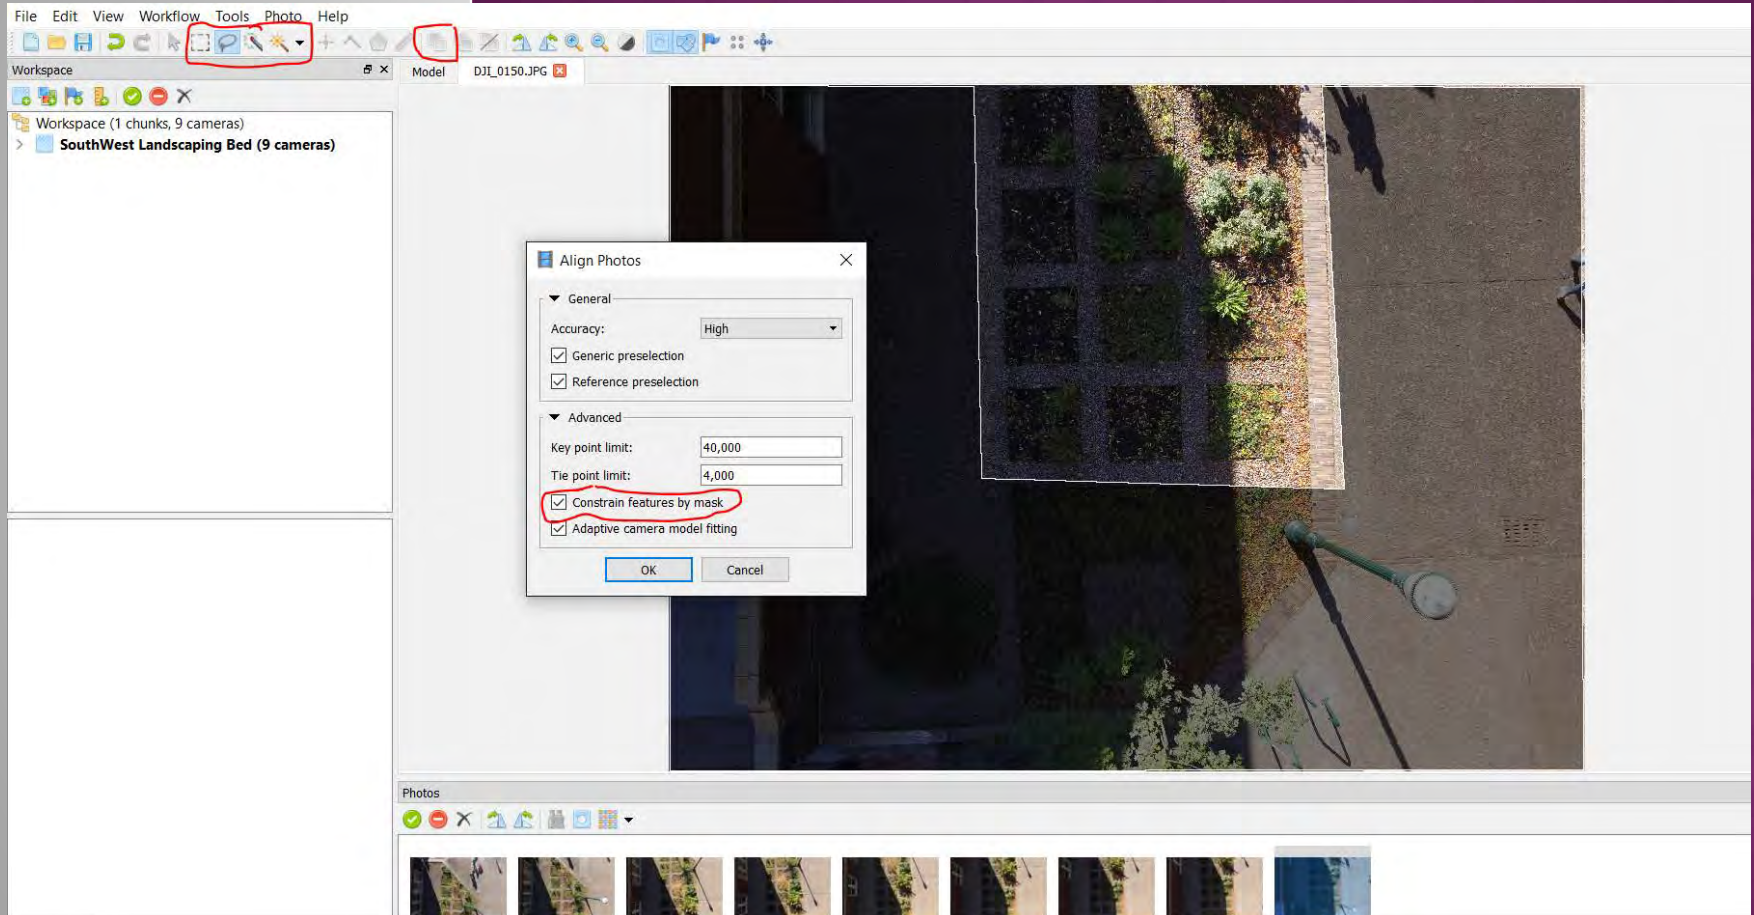 File Edit View Workflow Tools Photo Help
Workspace
Model DJI_0150.JPG
Workspace (1 chunks, 9 cameras)
SouthWest Landscaping Bed (9 cameras)
Align Photos
General
Accuracy: High
Generic preselection
Reference preselection
Advanced
Key point limit: 40,000
Tie point limit: 4,000
Constrain features by mask
Adaptive camera model fitting
OK Cancel
Photos